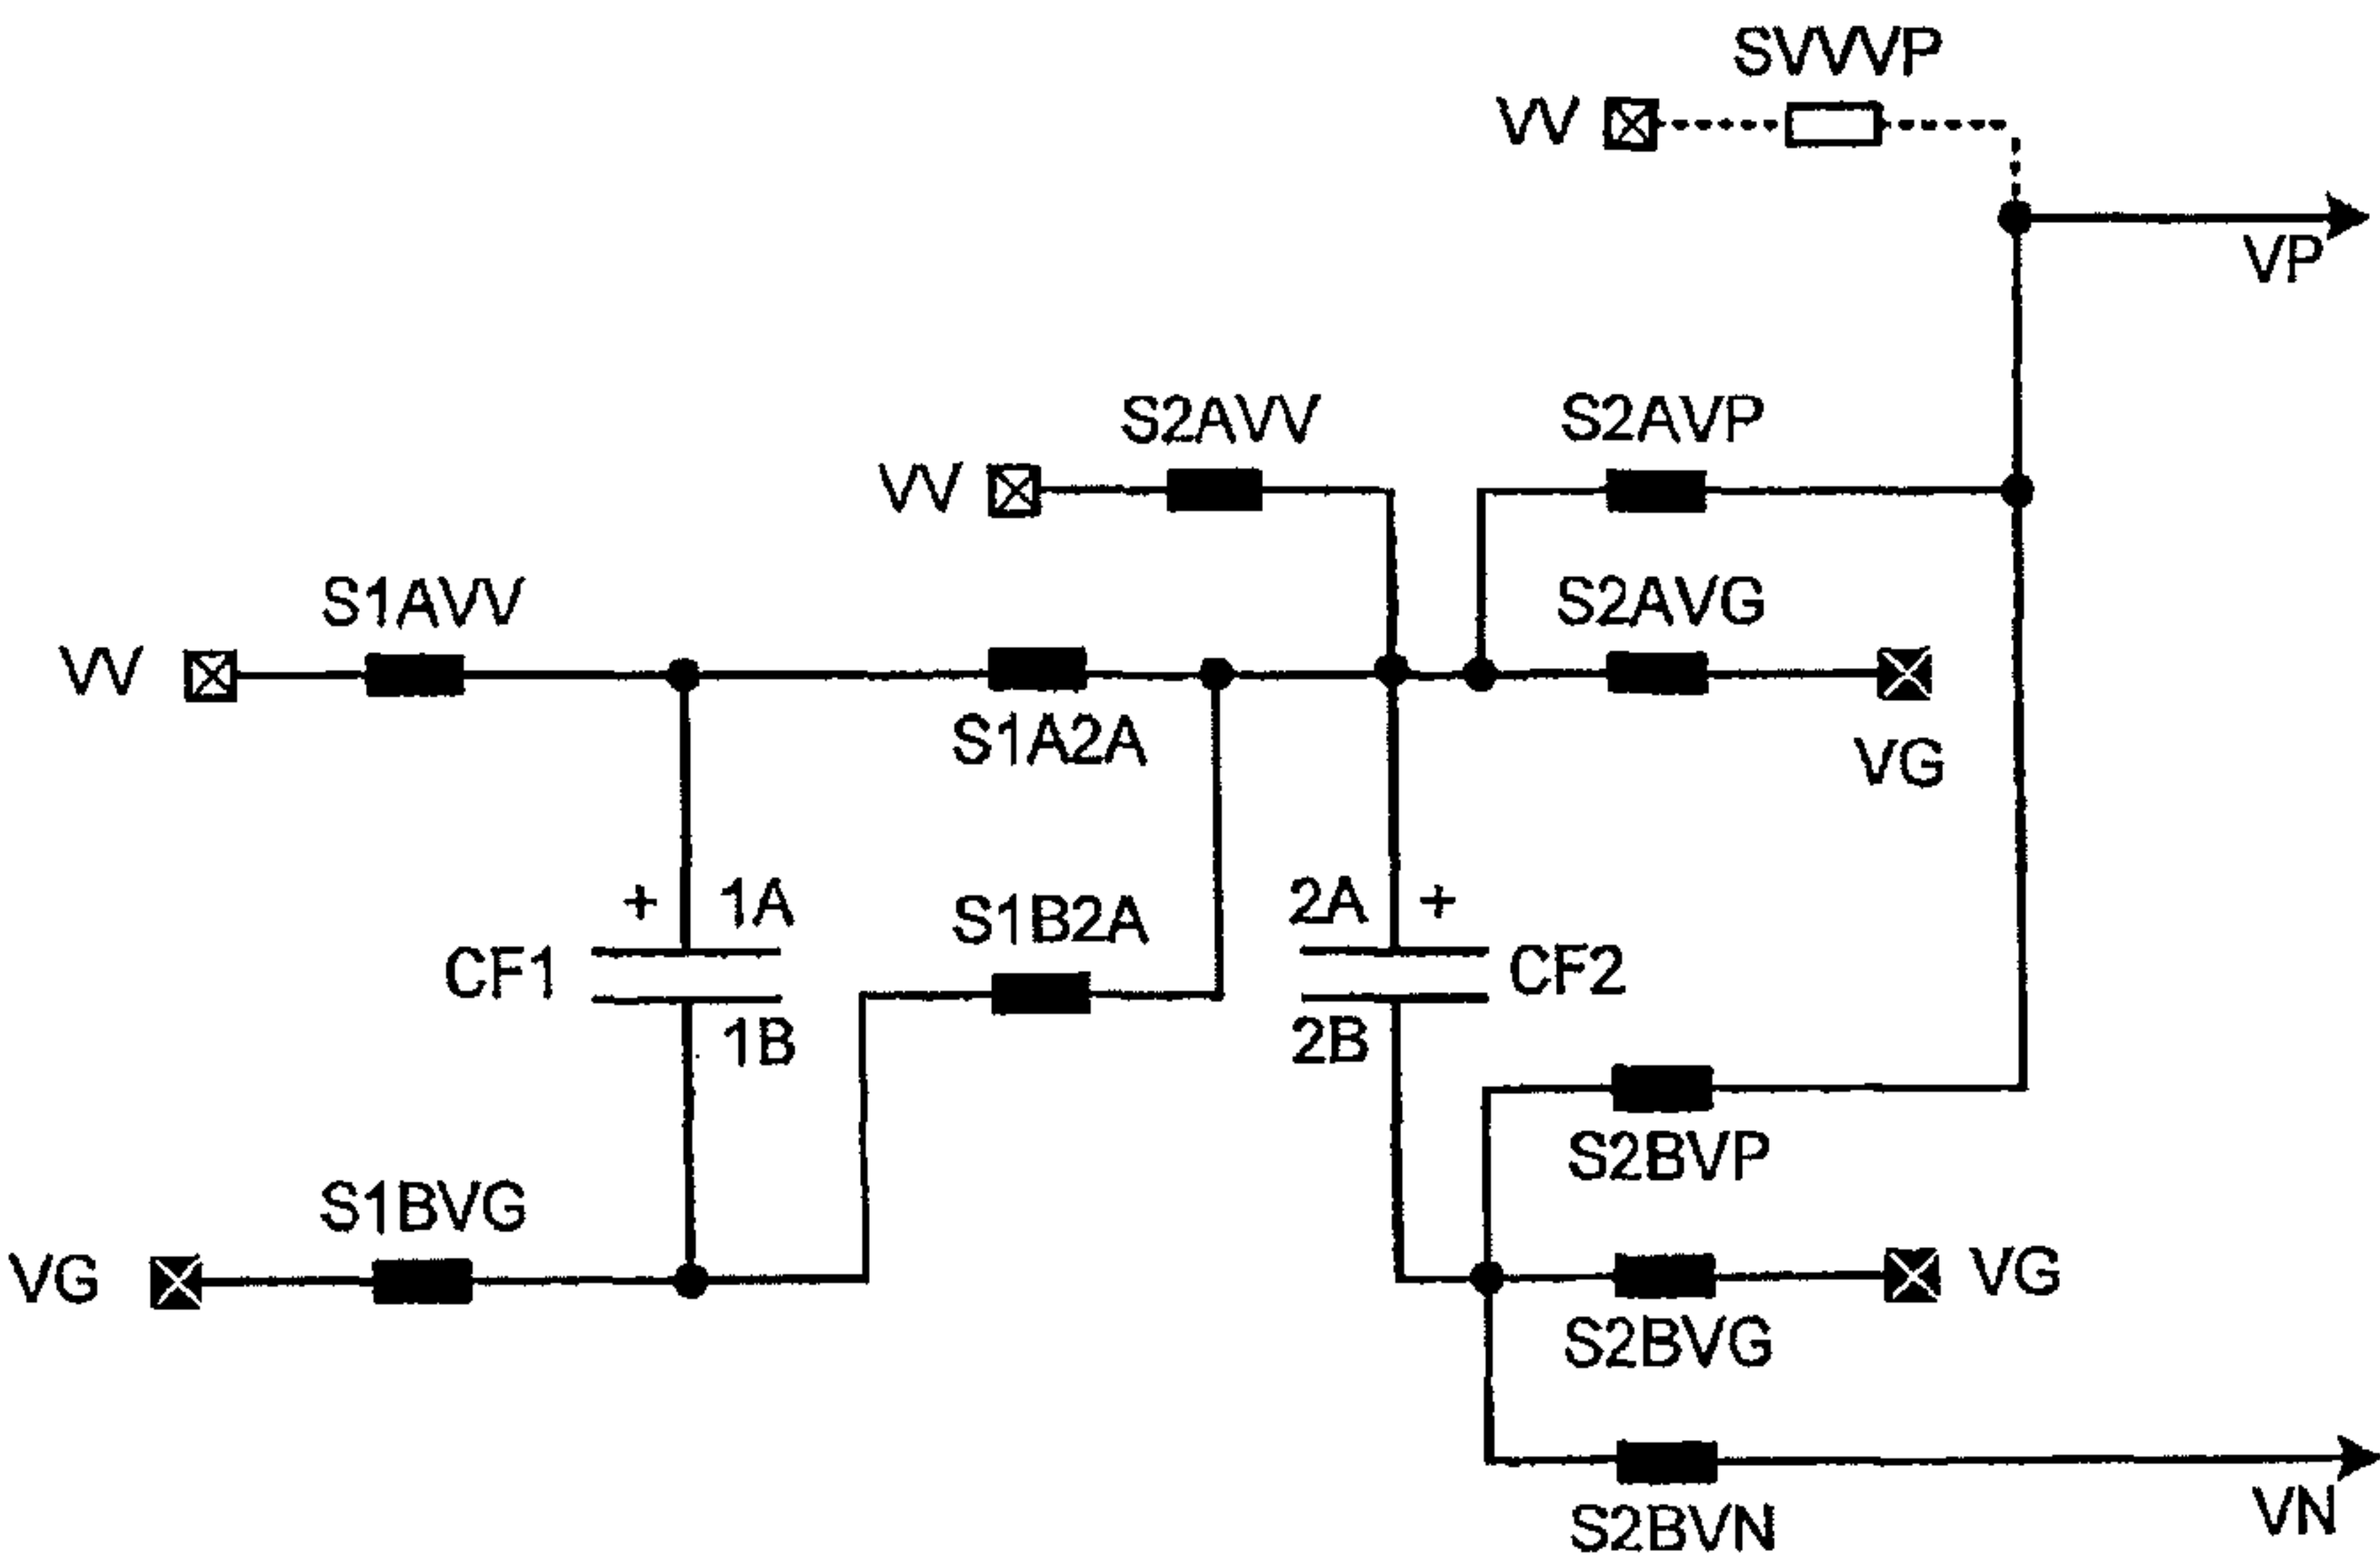 SVVVP
VV
VP
S2AVV
S2AVP
VV
S1AVV
S2AVG
VV
S1A2A
VG
+
1A
2A
+
S1B2A
CF1
CF2
1B
2B
S2BVP
S1BVG
VG
VG
S2BVG
VN
S2BVN